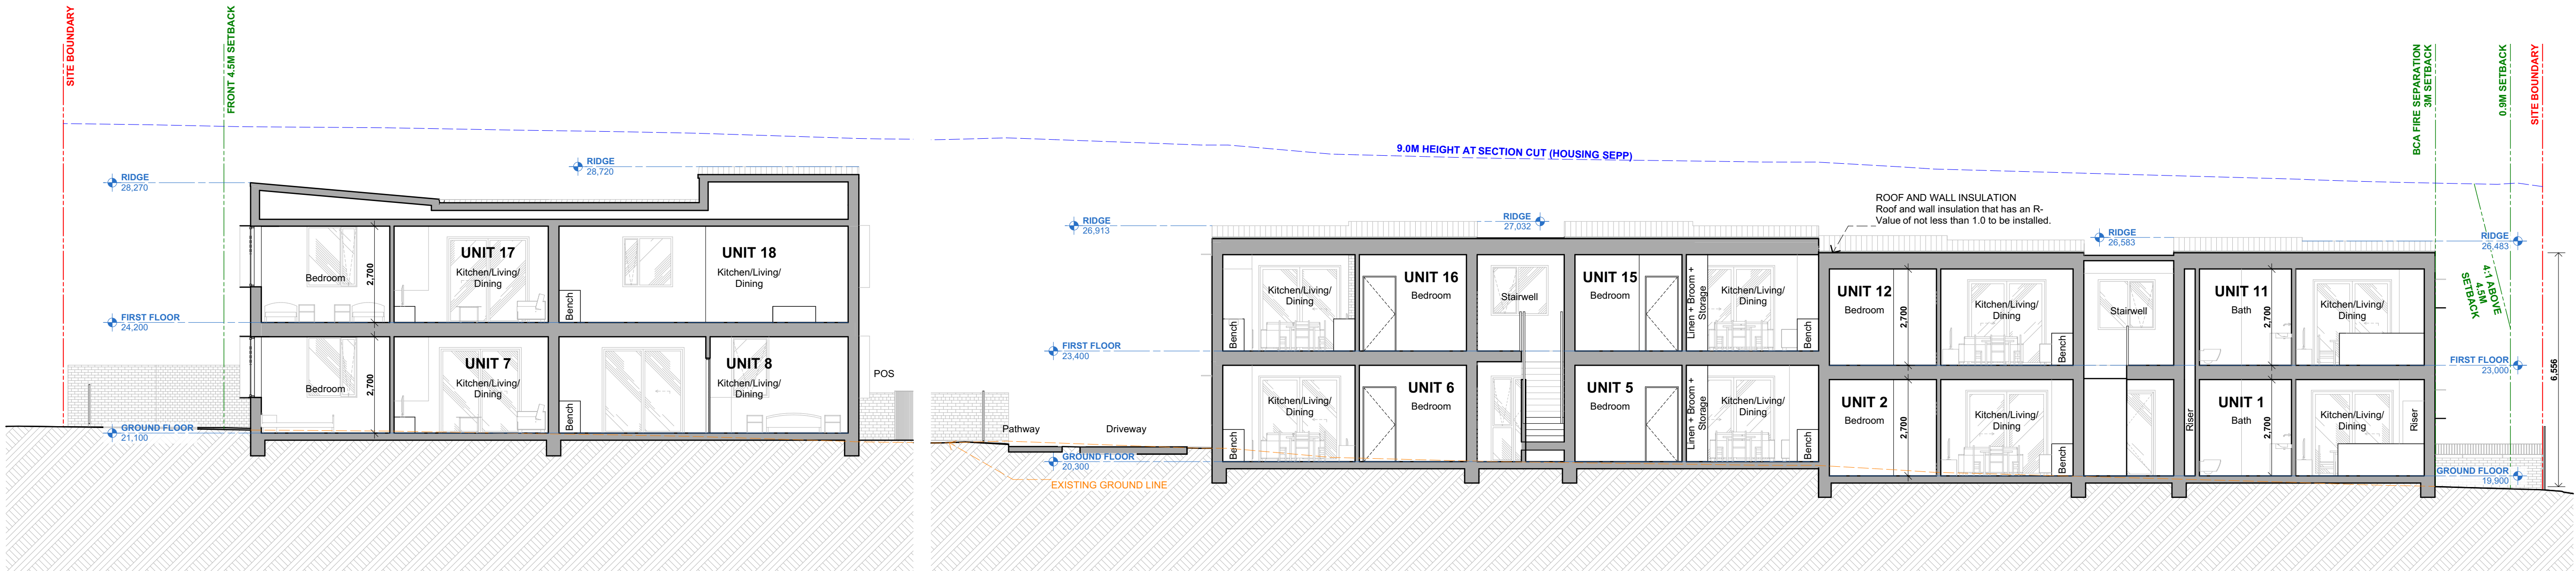 SITE BOUNDARY
FRONT 4.5M SETBACK
RIDGE
28,270
RIDGE
28,720
UNIT 17
Kitchen/Living/
Dining
Bedroom
2,700
UNIT 18
Kitchen/Living/
Dining
Bench
FIRST FLOOR
24,200
UNIT 7
Kitchen/Living/
Dining
Bedroom
2,700
UNIT 8
Kitchen/Living/
Dining
Bench
POS
GROUND FLOOR
21,100
9.0M HEIGHT AT SECTION CUT (HOUSING SEPP)
RIDGE
26,913
RIDGE
27,032
ROOF AND WALL INSULATION
Roof and wall insulation that has an R-
Value of not less than 1.0 to be installed.
RIDGE
26,583
RIDGE
26,483
BCA FIRE SEPARATION
3M SETBACK
0.9M SETBACK
SITE BOUNDARY
4:1 ABOVE
4.5M
SETBACK
Kitchen/Living/
Dining
Bench
UNIT 16
Bedroom
Stairwell
UNIT 15
Bedroom
Linen + Broom +
Storage
Kitchen/Living/
Dining
Bench
UNIT 12
Bedroom
2,700
Kitchen/Living/
Dining
Bench
Stairwell
UNIT 11
Bath
2,700
Kitchen/Living/
Dining
FIRST FLOOR
23,400
FIRST FLOOR
23,000
6,556
Kitchen/Living/
Dining
Bench
UNIT 6
Bedroom
UNIT 5
Bedroom
Linen + Broom +
Storage
Kitchen/Living/
Dining
Bench
UNIT 2
Bedroom
2,700
Kitchen/Living/
Dining
Bench
Riser
UNIT 1
Bath
2,700
Kitchen/Living/
Dining
Riser
Pathway
Driveway
GROUND FLOOR
20,300
EXISTING GROUND LINE
GROUND FLOOR
19,900